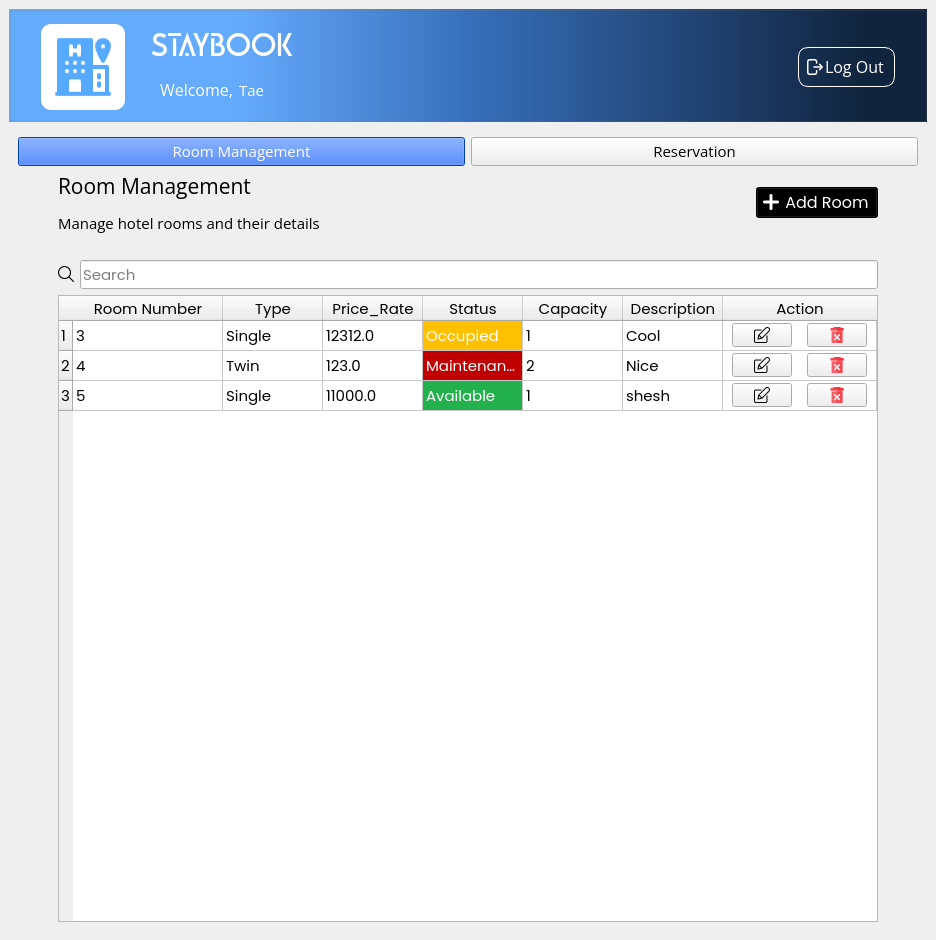 STAYBOOK
Welcome, Tae
Log Out
Room Management Reservation
Room Management
Manage hotel rooms and their details
Add Room
Search
Room Number Type Price_Rate Status Capacity Description Action
1 3 Single 12312.0 Occupied 1 Cool
2 4 Twin 123.0 Maintenan... 2 Nice
3 5 Single 11000.0 Available 1 shesh